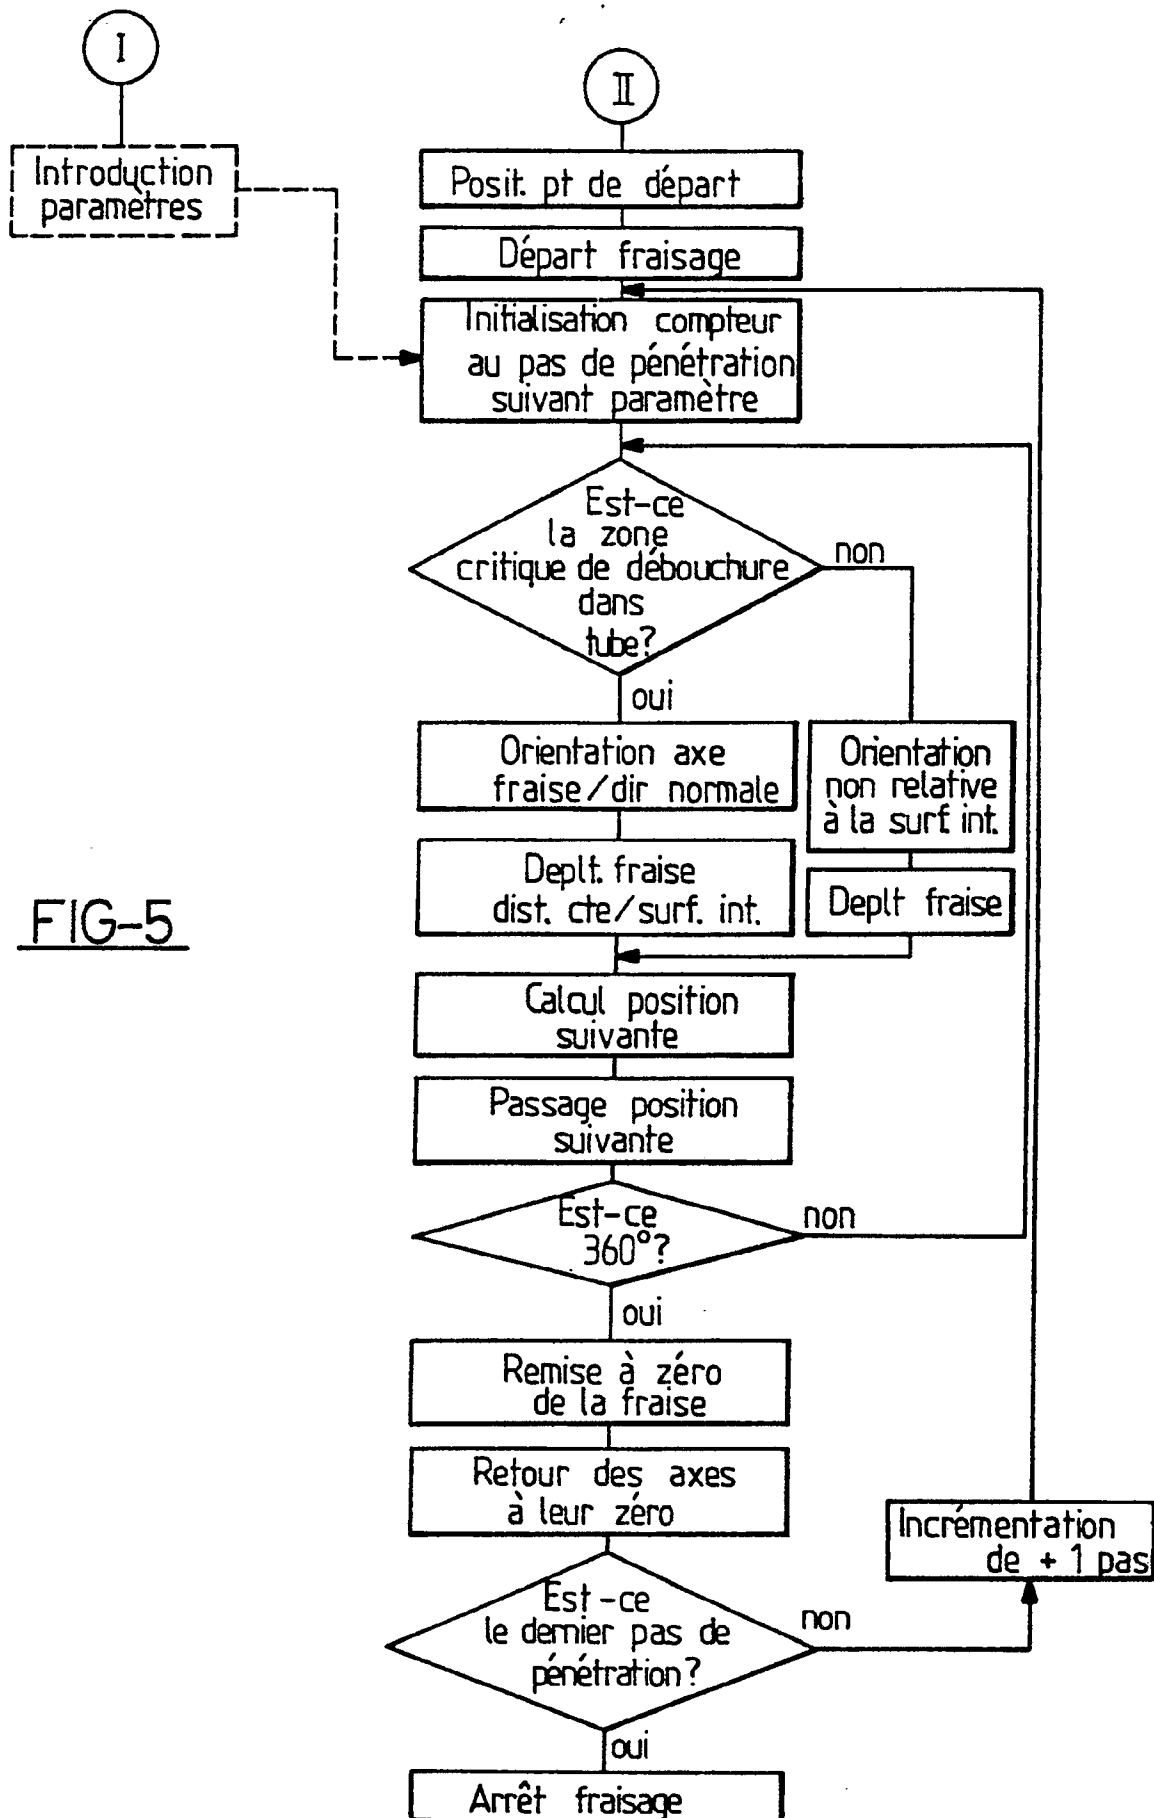 I
II
Introduction
paramètres
Posit. pt de départ
Départ fraisage
Initialisation compteur
au pas de pénétration
suivant paramètre
Est-ce
la zone
critique de débouchure
dans
tube?
non
oui
Orientation axe
fraise/dir normale
Orientation
non relative
à la surf. int.
Deplt. fraise
dist. cte/surf. int.
Deplt fraise
FIG-5
Calcul position
suivante
Passage position
suivante
Est-ce
360°?
non
oui
Remise à zéro
de la fraise
Retour des axes
à leur zéro
Incrémentation
de + 1 pas
Est-ce
le dernier pas de
pénétration?
non
oui
Arrêt fraisage